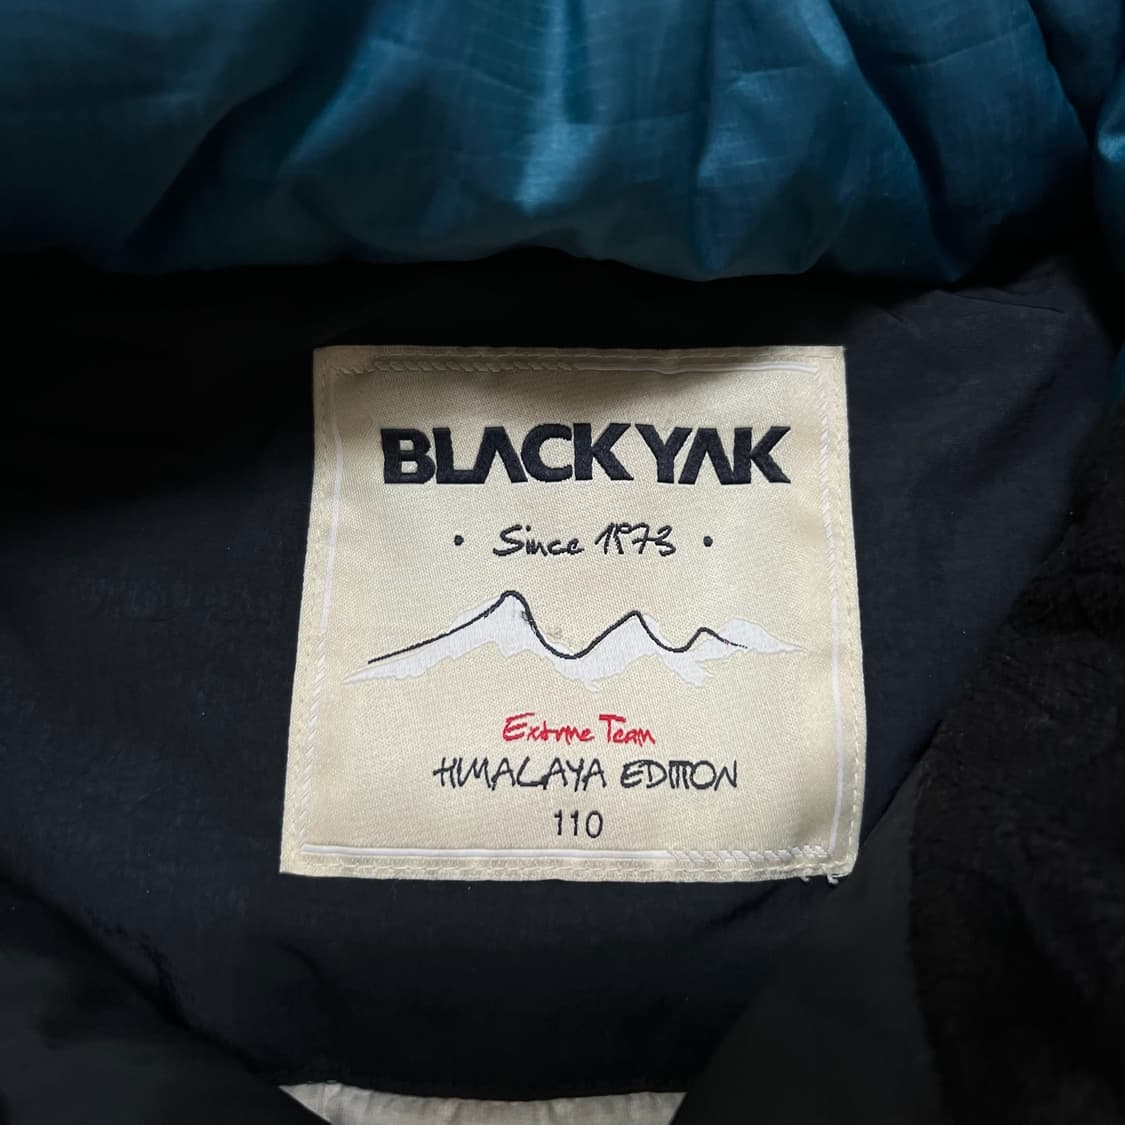 BLACKYAK
• Since 1973 •
Extreme Team
HIMALAYA EDITION
110